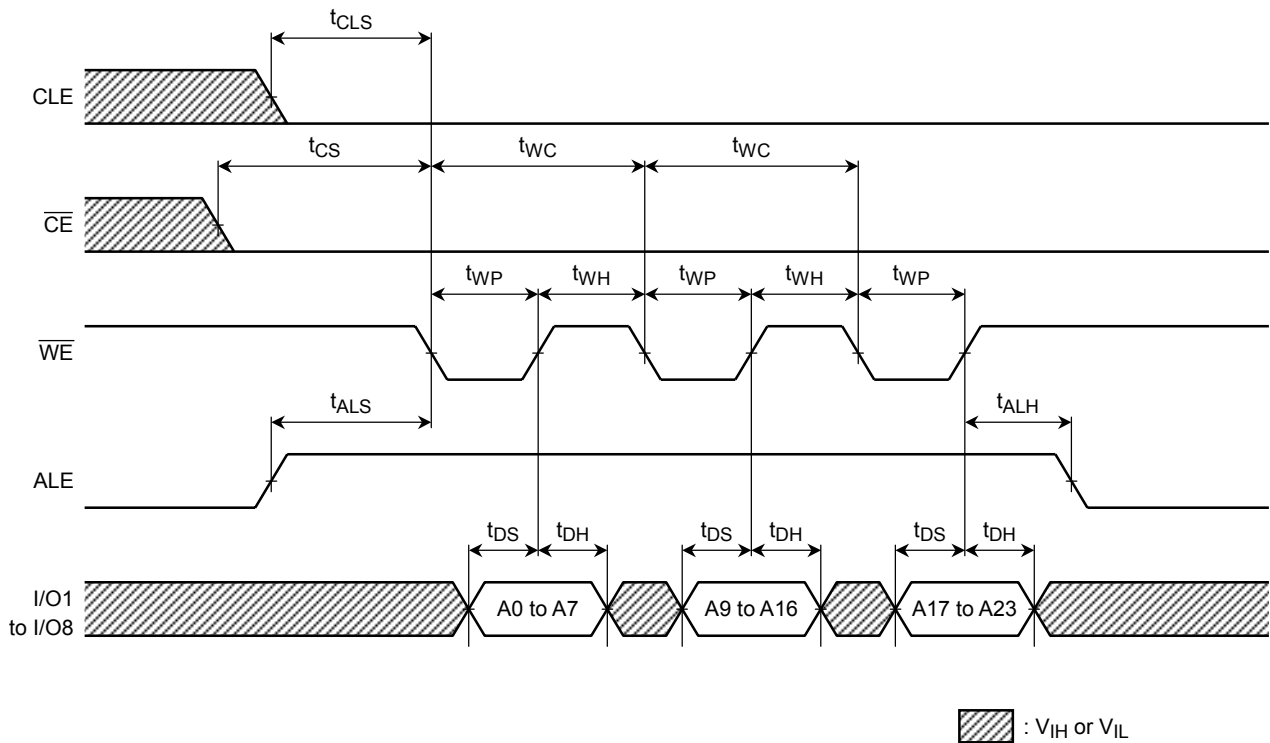 tCLS
CLE
tCS tWC tWC
CE
tWP tWH tWP tWH tWP
WE
tALS tALH
ALE
tDS tDH tDS tDH tDS tDH
I/O1
to I/O8
A0 to A7 A9 to A16 A17 to A23
: VIH or VIL